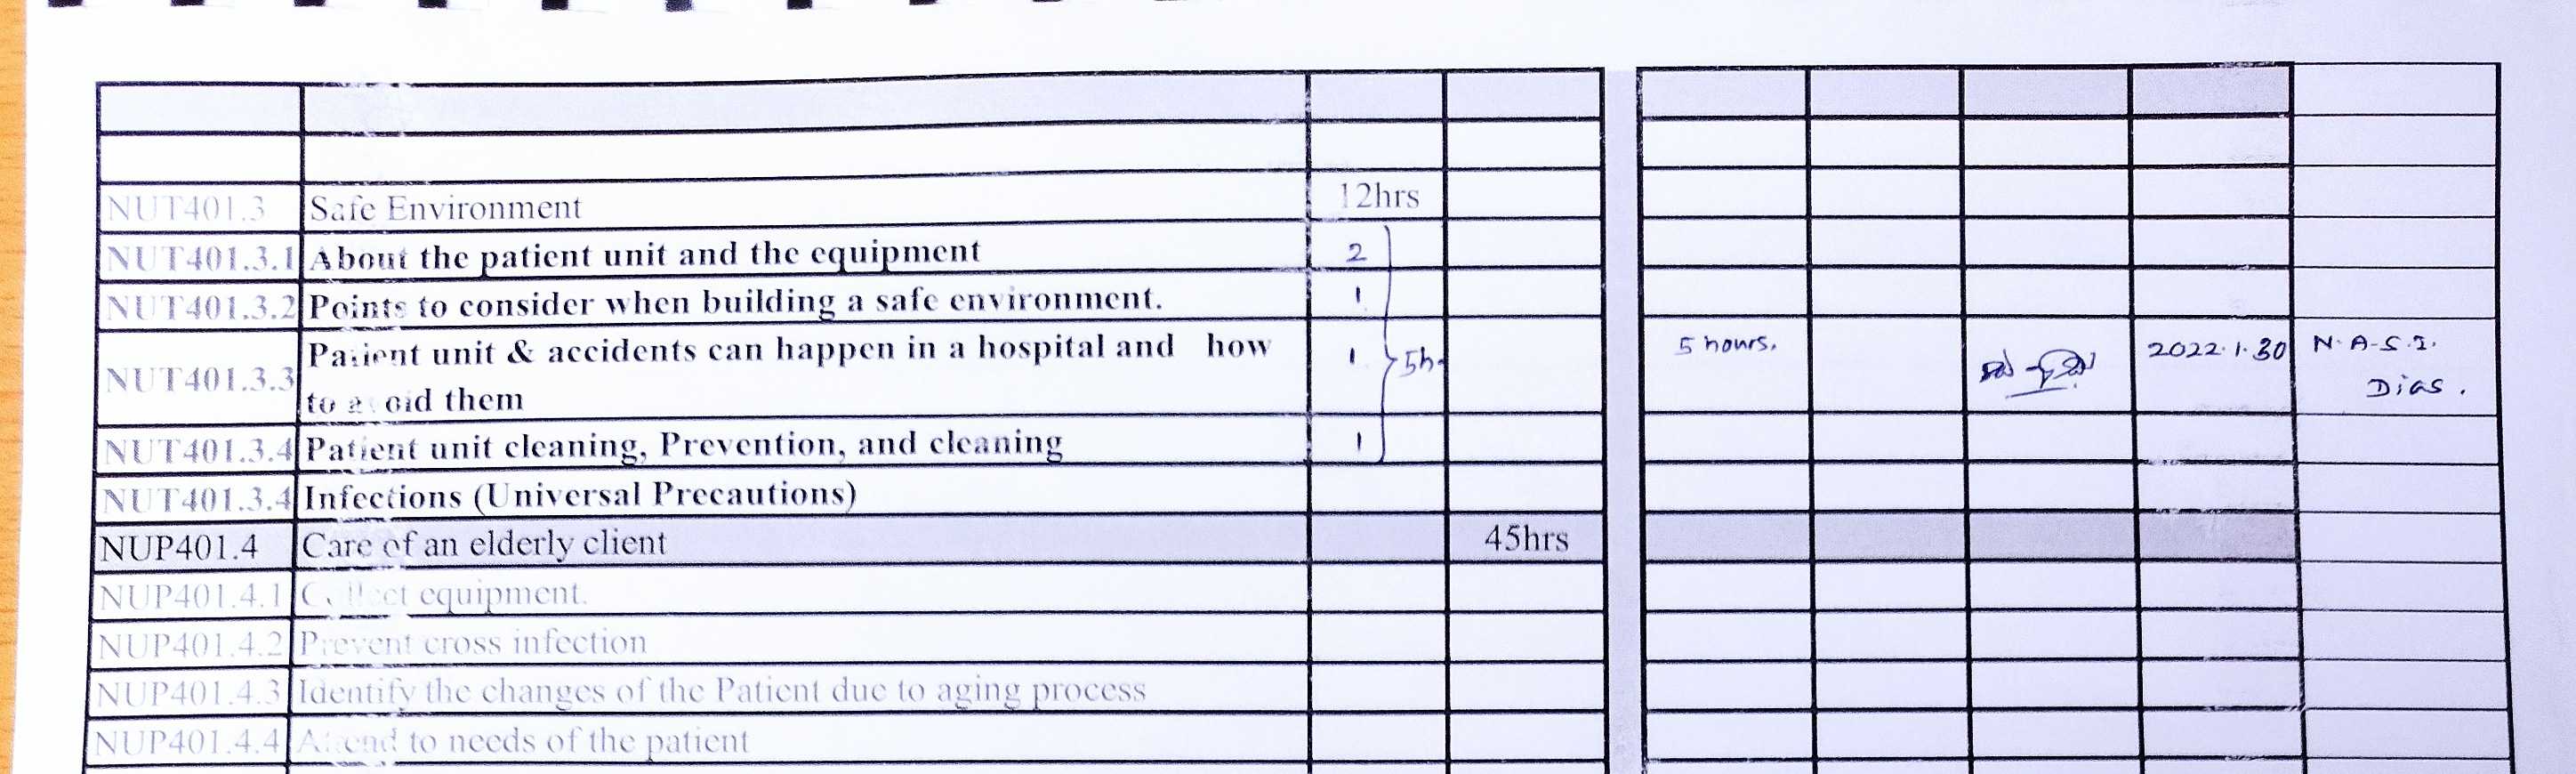 NUT401.3 Safe Environment 12hrs
NUT401.3.1 About the patient unit and the equipment 2
NUT401.3.2 Points to consider when building a safe environment. 1
Patient unit & accidents can happen in a hospital and how
NUT401.3.3 1 5h. 5 hours. 2022.1.30 N.A.S.I.
to avoid them Dias.
NUT401.3.4 Patient unit cleaning, Prevention, and cleaning 1
NUT401.3.4 Infections (Universal Precautions)
NUP401.4 Care of an elderly client 45hrs
NUP401.4.1 Collect equipment.
NUP401.4.2 Prevent cross infection
NUP401.4.3 Identify the changes of the Patient due to aging process
NUP401.4.4 Attend to needs of the patient